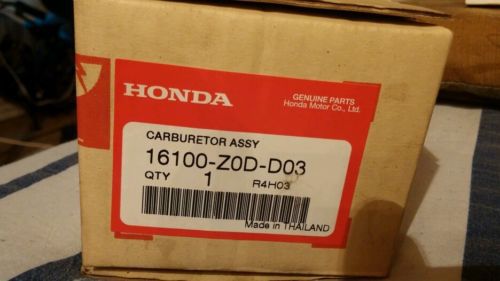 HONDA
GENUINE PARTS
Honda Motor Co., Ltd.
CARBURETOR ASSY
16100-Z0D-D03
QTY 1 R4H03
Made in THAILAND